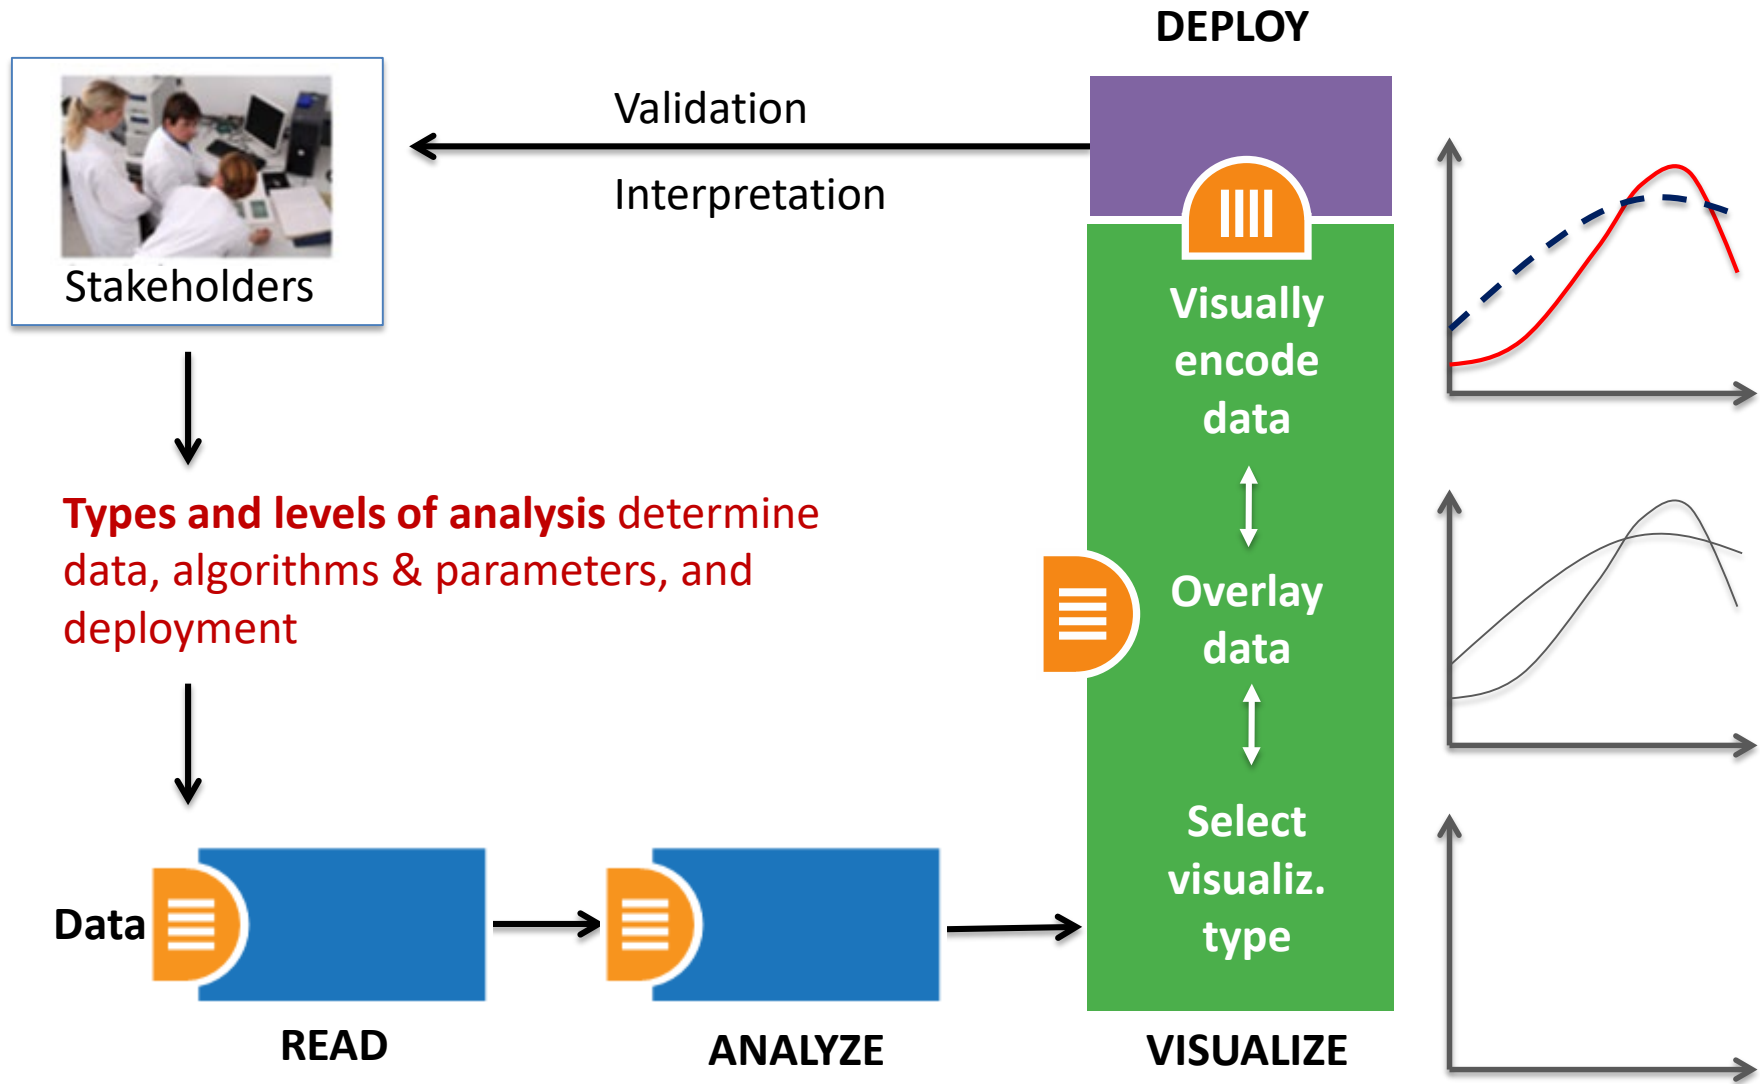 DEPLOY
Validation
Interpretation
Stakeholders
Visually
encode
data
Types and levels of analysis determine
data, algorithms & parameters, and
deployment
Overlay
data
Select
visualiz.
type
Data
READ
ANALYZE
VISUALIZE